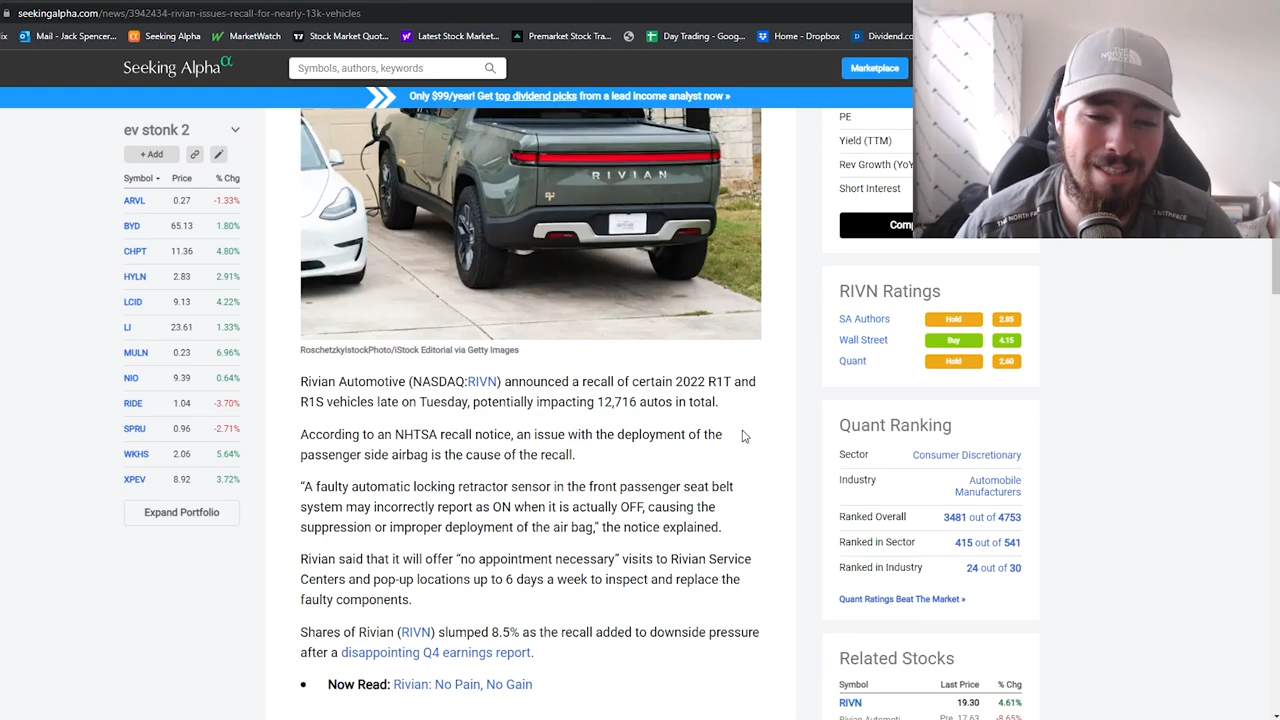 seekingalpha.com/news/3942434-rivian-issues-recall-for-nearly-13k-vehicles
Mail - Jack Spencer... Seeking Alpha MarketWatch Stock Market Quot... Latest Stock Market... Premarket Stock Tra... Day Trading - Goog... Home - Dropbox Dividend.co
Seeking Alpha α Symbols, authors, keywords Marketplace
Only $99/year! Get top dividend picks from a lead income analyst now »
ev stonk 2
+ Add
Symbol Price % Chg
ARVL 0.27 -1.33%
BYD 65.13 1.80%
CHPT 11.36 4.80%
HYLN 2.83 2.91%
LCID 9.13 4.22%
LI 23.61 1.33%
MULN 0.23 6.96%
NIO 9.39 0.64%
RIDE 1.04 -3.70%
SPRU 0.96 -2.71%
WKHS 2.06 5.64%
XPEV 8.92 3.72%
Expand Portfolio
RIVIAN
RoschetzkyIstockPhoto/iStock Editorial via Getty Images
Rivian Automotive (NASDAQ:RIVN) announced a recall of certain 2022 R1T and
R1S vehicles late on Tuesday, potentially impacting 12,716 autos in total.
According to an NHTSA recall notice, an issue with the deployment of the
passenger side airbag is the cause of the recall.
“A faulty automatic locking retractor sensor in the front passenger seat belt
system may incorrectly report as ON when it is actually OFF, causing the
suppression or improper deployment of the air bag,” the notice explained.
Rivian said that it will offer “no appointment necessary” visits to Rivian Service
Centers and pop-up locations up to 6 days a week to inspect and replace the
faulty components.
Shares of Rivian (RIVN) slumped 8.5% as the recall added to downside pressure
after a disappointing Q4 earnings report.
• Now Read: Rivian: No Pain, No Gain
PE
Yield (TTM)
Rev Growth (YoY
Short Interest
Comp
THE NORTH FACE
THE NORTH FACE
RIVN Ratings
SA Authors Hold 2.85
Wall Street Buy 4.15
Quant Hold 2.60
Quant Ranking
Sector Consumer Discretionary
Industry Automobile
Manufacturers
Ranked Overall 3481 out of 4753
Ranked in Sector 415 out of 541
Ranked in Industry 24 out of 30
Quant Ratings Beat The Market »
Related Stocks
Symbol Last Price % Chg
RIVN 19.30 4.61%
Rivian Automoti... Pre. 17.63 -8.65%